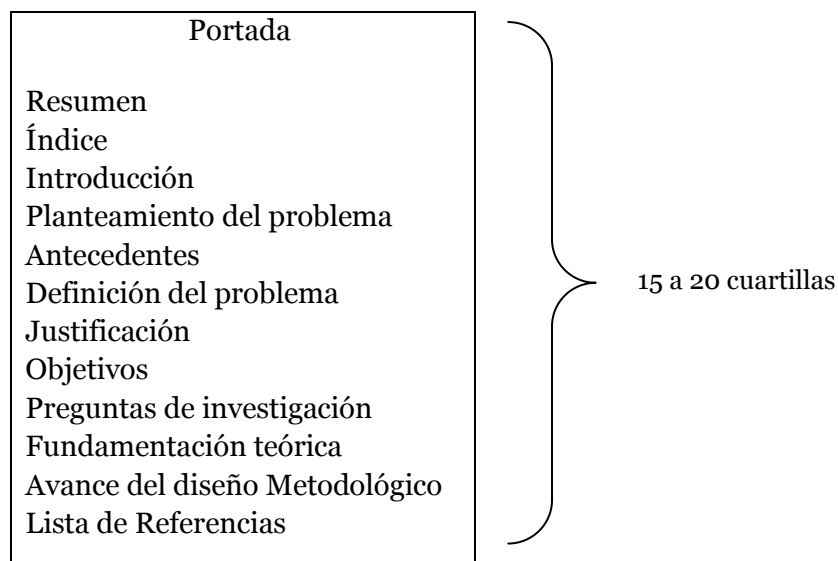 Portada
Resumen
Índice
Introducción
Planteamiento del problema
Antecedentes
Definición del problema
Justificación
Objetivos
Preguntas de investigación
Fundamentación teórica
Avance del diseño Metodológico
Lista de Referencias
15 a 20 cuartillas